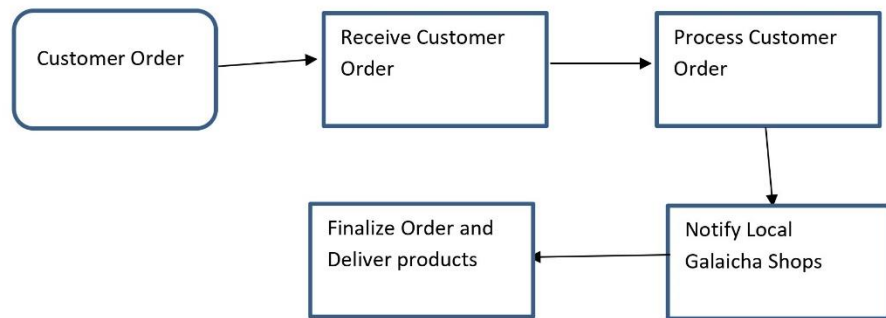 Customer Order
Receive Customer
Order
Process Customer
Order
Notify Local
Galaicha Shops
Finalize Order and
Deliver products